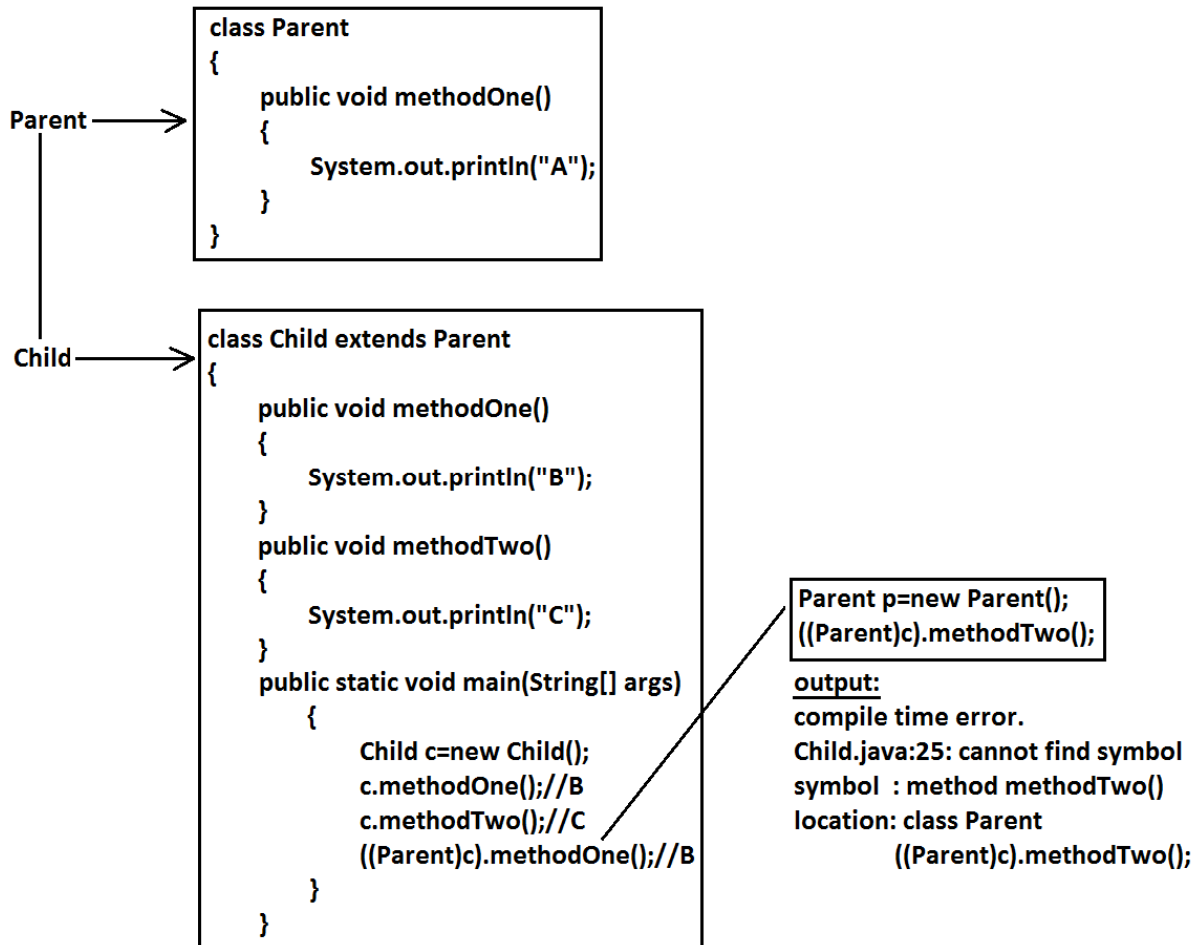 class Parent
{
public void methodOne()
{
System.out.println("A");
}
}
Parent
Child
class Child extends Parent
{
public void methodOne()
{
System.out.println("B");
}
public void methodTwo()
{
System.out.println("C");
}
public static void main(String[] args)
{
Child c=new Child();
c.methodOne();//B
c.methodTwo();//C
((Parent)c).methodOne();//B
}
}
Parent p=new Parent();
((Parent)c).methodTwo();
output:
compile time error.
Child.java:25: cannot find symbol
symbol : method methodTwo()
location: class Parent
((Parent)c).methodTwo();